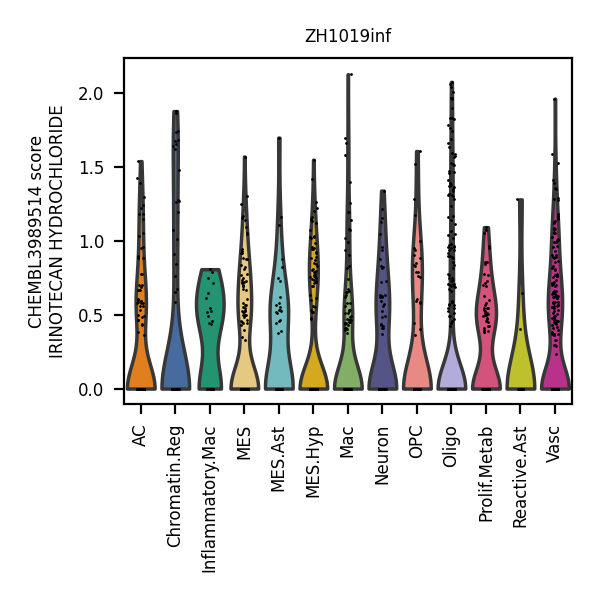 ZH1019inf
CHEMBL3989514 score
IRINOTECAN HYDROCHLORIDE
2.0
1.5
1.0
0.5
0.0
AC
Chromatin.Reg
Inflammatory.Mac
MES
MES.Ast
MES.Hyp
Mac
Neuron
OPC
Oligo
Prolif.Metab
Reactive.Ast
Vasc